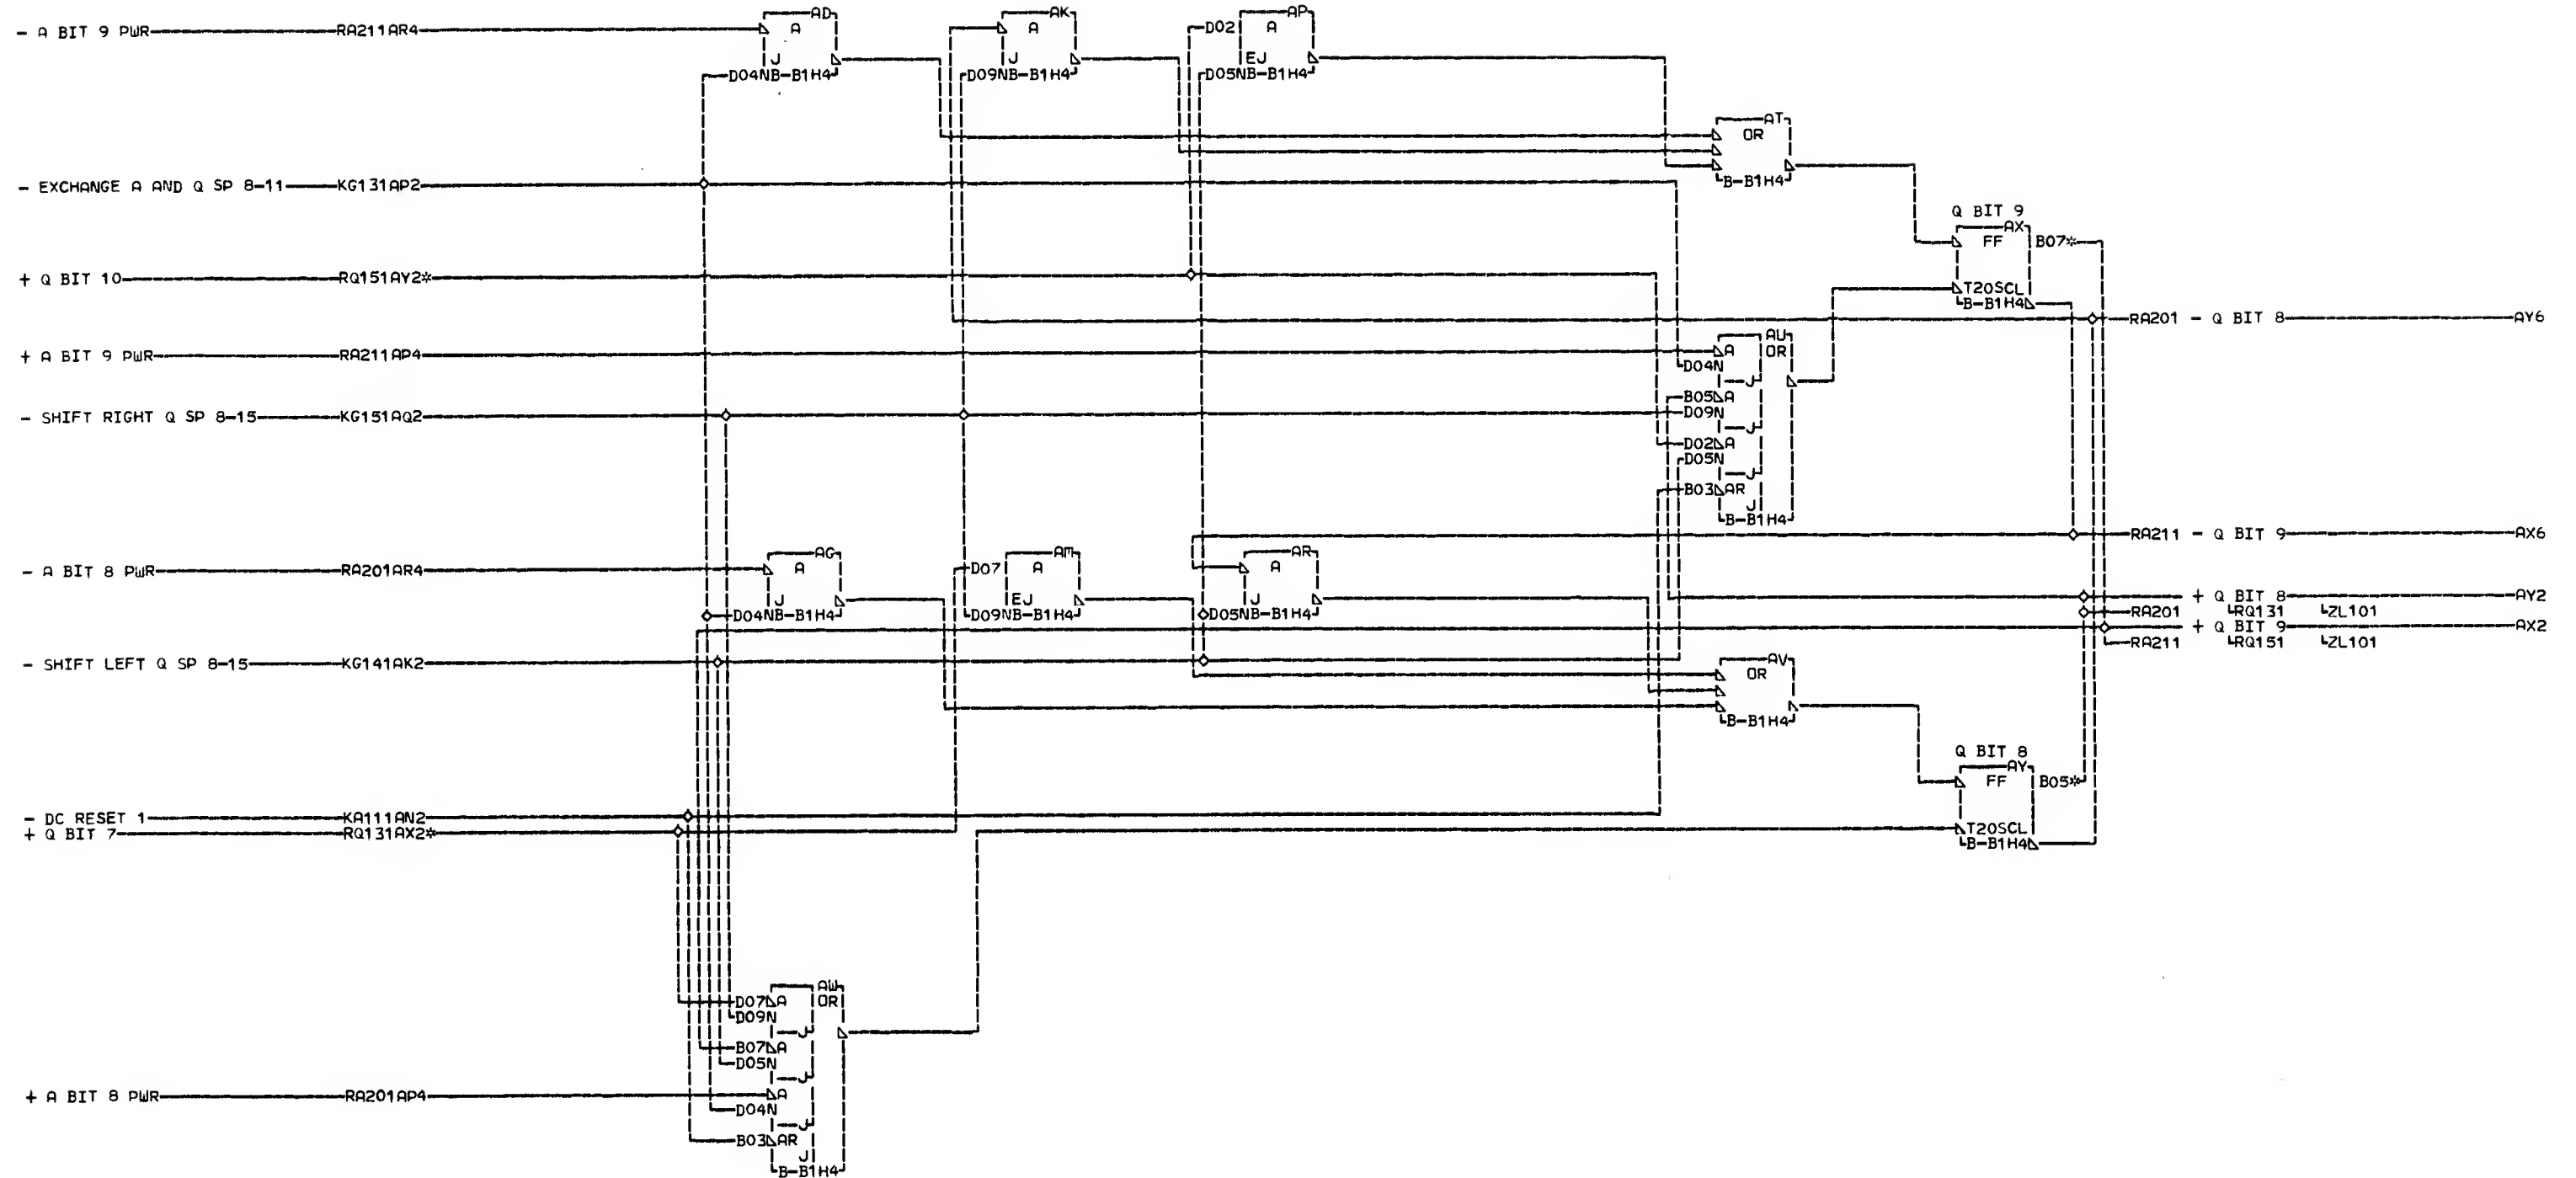 AD AK AP
- A BIT 9 PWR RA211AR4 A A D02 A
J J EJ
D04NB-B1H4 D09NB-B1H4 D05NB-B1H4
AT
OR
B-B1H4
- EXCHANGE A AND Q SP 8-11 KG131AP2
Q BIT 9
AX
FF B07*
+ Q BIT 10 RQ151AY2*
T20SCL
B-B1H4
RA201 - Q BIT 8 AY6
AU
+ A BIT 9 PWR RA211AP4 A OR
D04N
J
B05 A
- SHIFT RIGHT Q SP 8-15 KG151AQ2 D09N
J
D02 A
D05N
J
B03 AR
J
B-B1H4
RA211 - Q BIT 9 AX6
AG AM AR
- A BIT 8 PWR RA201AR4 A D07 A A
J EJ J
D04NB-B1H4 D09NB-B1H4 D05NB-B1H4
+ Q BIT 8 AY2
RA201 RQ131 ZL101
+ Q BIT 9 AX2
RA211 RQ151 ZL101
- SHIFT LEFT Q SP 8-15 KG141AK2
AV
OR
B-B1H4
Q BIT 8
AY
FF B05*
- DC RESET 1 KA111AN2
+ Q BIT 7 RQ131AX2*
T20SCL
B-B1H4
AW
D07 A OR
D09N
J
B07 A
D05N
J
+ A BIT 8 PWR RA201AP4 A
D04N
J
B03 AR
J
B-B1H4